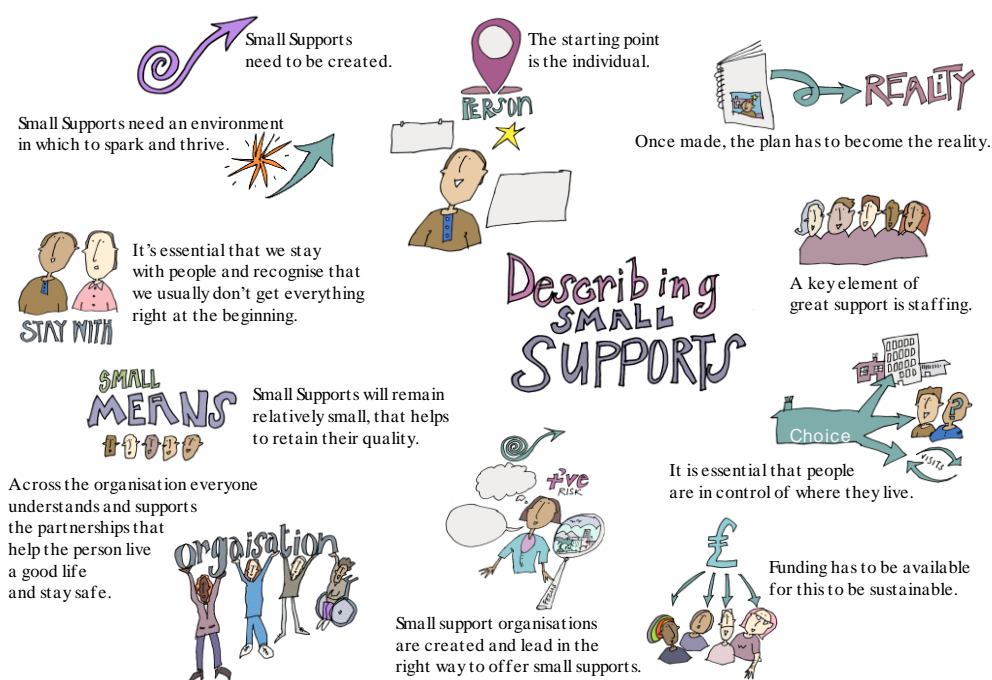 Small Supports
need to be created.
The starting point
is the individual.
PERSON
REALITY
Once made, the plan has to become the reality.
Small Supports need an environment
in which to spark and thrive.
It's essential that we stay
with people and recognise that
we usually don't get everything
right at the beginning.
STAY WITH
Describing
SMALL
SUPPORTS
A key element of
great support is staffing.
SMALL
MEANS
Small Supports will remain
relatively small, that helps
to retain their quality.
Choice
?
VISITS
It is essential that people
are in control of where they live.
Across the organisation everyone
understands and supports
the partnerships that
help the person live
a good life
and stay safe.
orgaisation
+'ve
RISK
Small support organisations
are created and lead in the
right way to offer small supports.
£
Funding has to be available
for this to be sustainable.
W